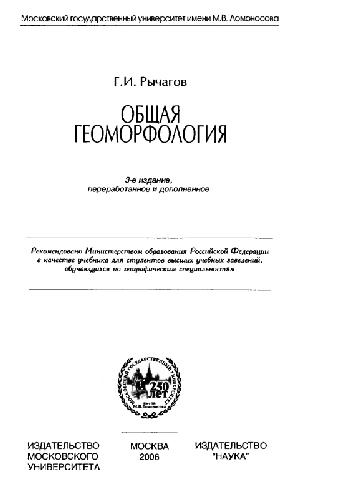 Московский государственный университет имени М.В. Ломоносова
Г.И. Рычагов
ОБЩАЯ
ГЕОМОРФОЛОГИЯ
3-е издание,
переработанное и дополненное
Рекомендовано Министерством образования Российской Федерации
в качестве учебника для студентов высших учебных заведений,
обучающихся по географическим специальностям
250
ЛЕТ
ИЗДАТЕЛЬСТВО
МОСКОВСКОГО
УНИВЕРСИТЕТА
МОСКВА
2006
ИЗДАТЕЛЬСТВО
"НАУКА"